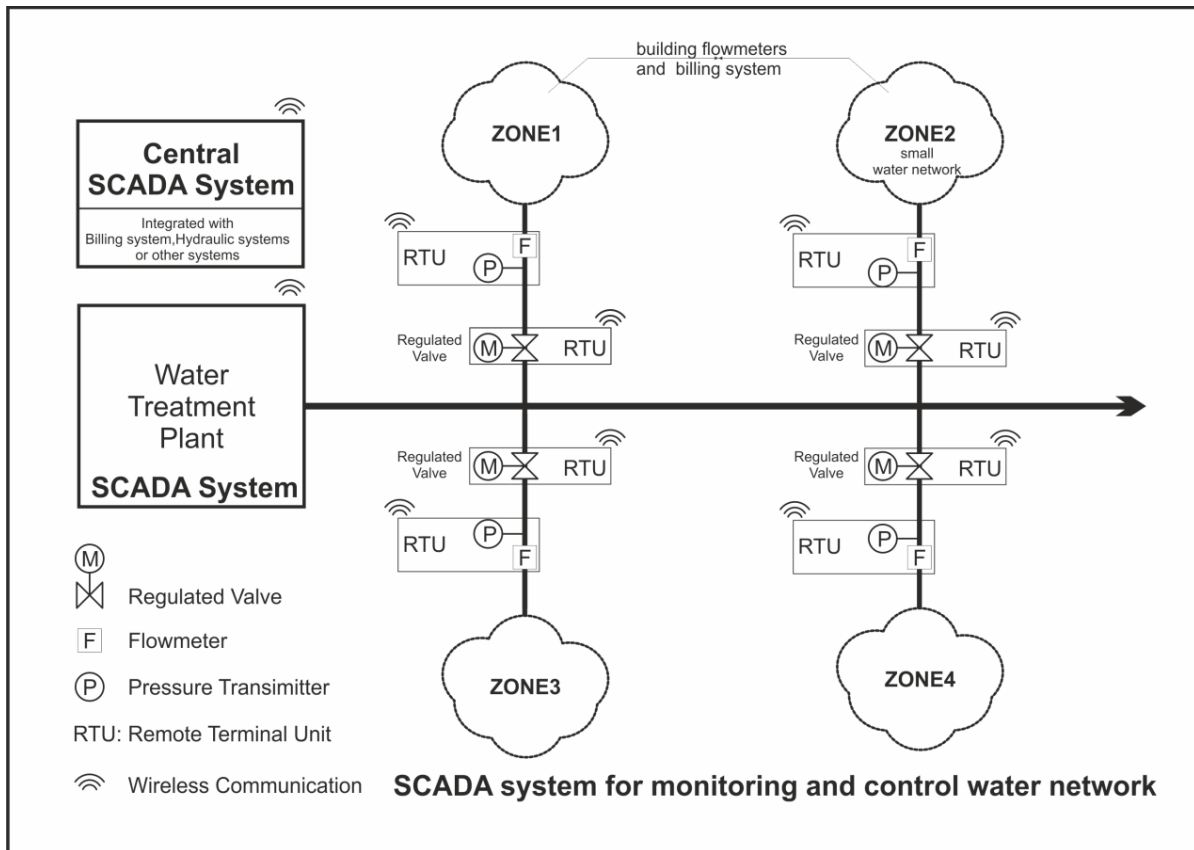 building flowmeters
and billing system
Central
SCADA System
Integrated with
Billing system,Hydraulic systems
or other systems
ZONE1
ZONE2
small
water network
RTU
F
P
RTU
F
P
Regulated
Valve
M
RTU
Regulated
Valve
M
RTU
Water
Treatment
Plant
SCADA System
Regulated
Valve
M
RTU
Regulated
Valve
M
RTU
RTU
P
F
RTU
P
F
ZONE3
ZONE4
M
Regulated Valve
F
Flowmeter
P
Pressure Transimitter
RTU: Remote Terminal Unit
Wireless Communication
SCADA system for monitoring and control water network